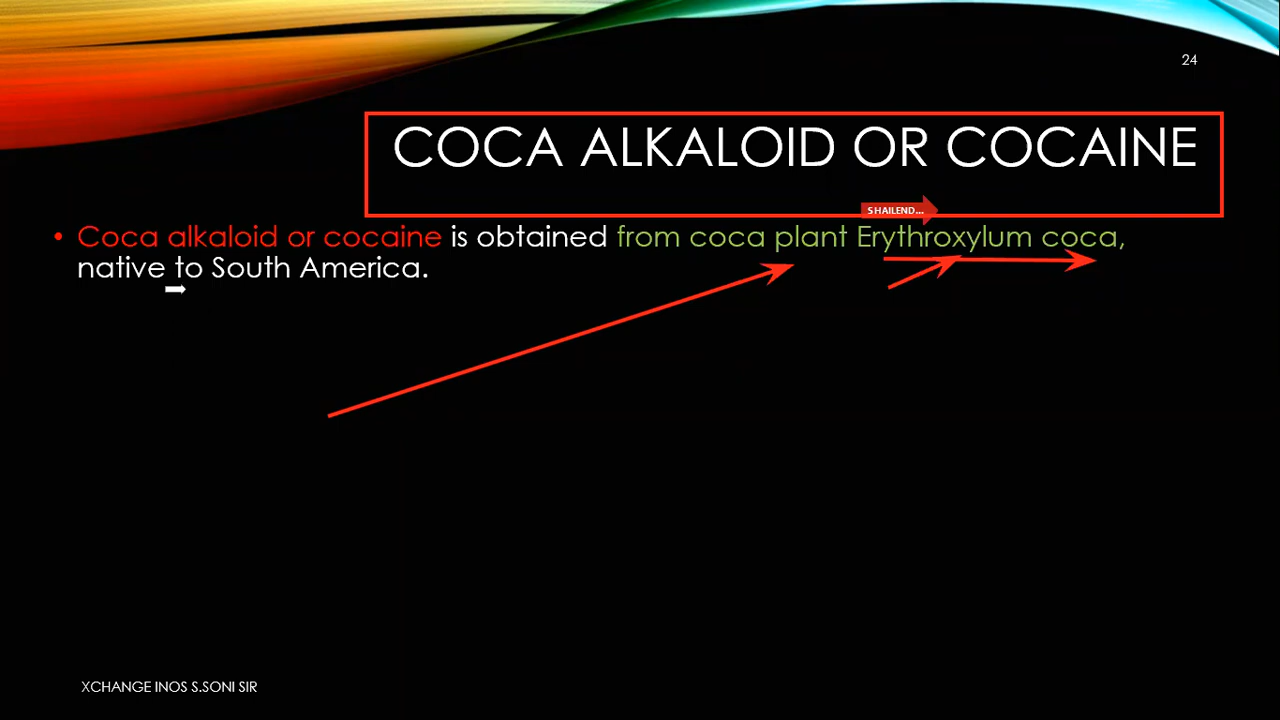 24
COCA ALKALOID OR COCAINE
SHAILEND...
• Coca alkaloid or cocaine is obtained from coca plant Erythroxylum coca,
native to South America.
XCHANGE INOS S.SONI SIR